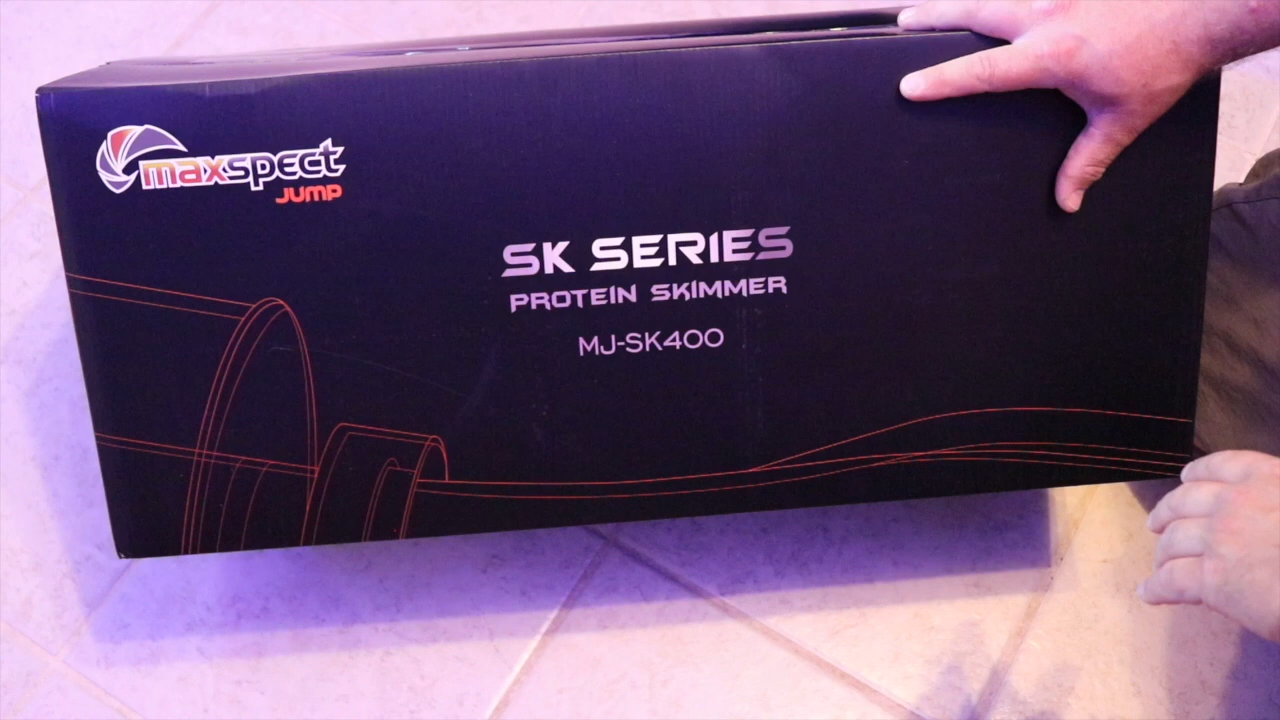 maxspect
JUMP
SK SERIES
PROTEIN SKIMMER
MJ-SK400